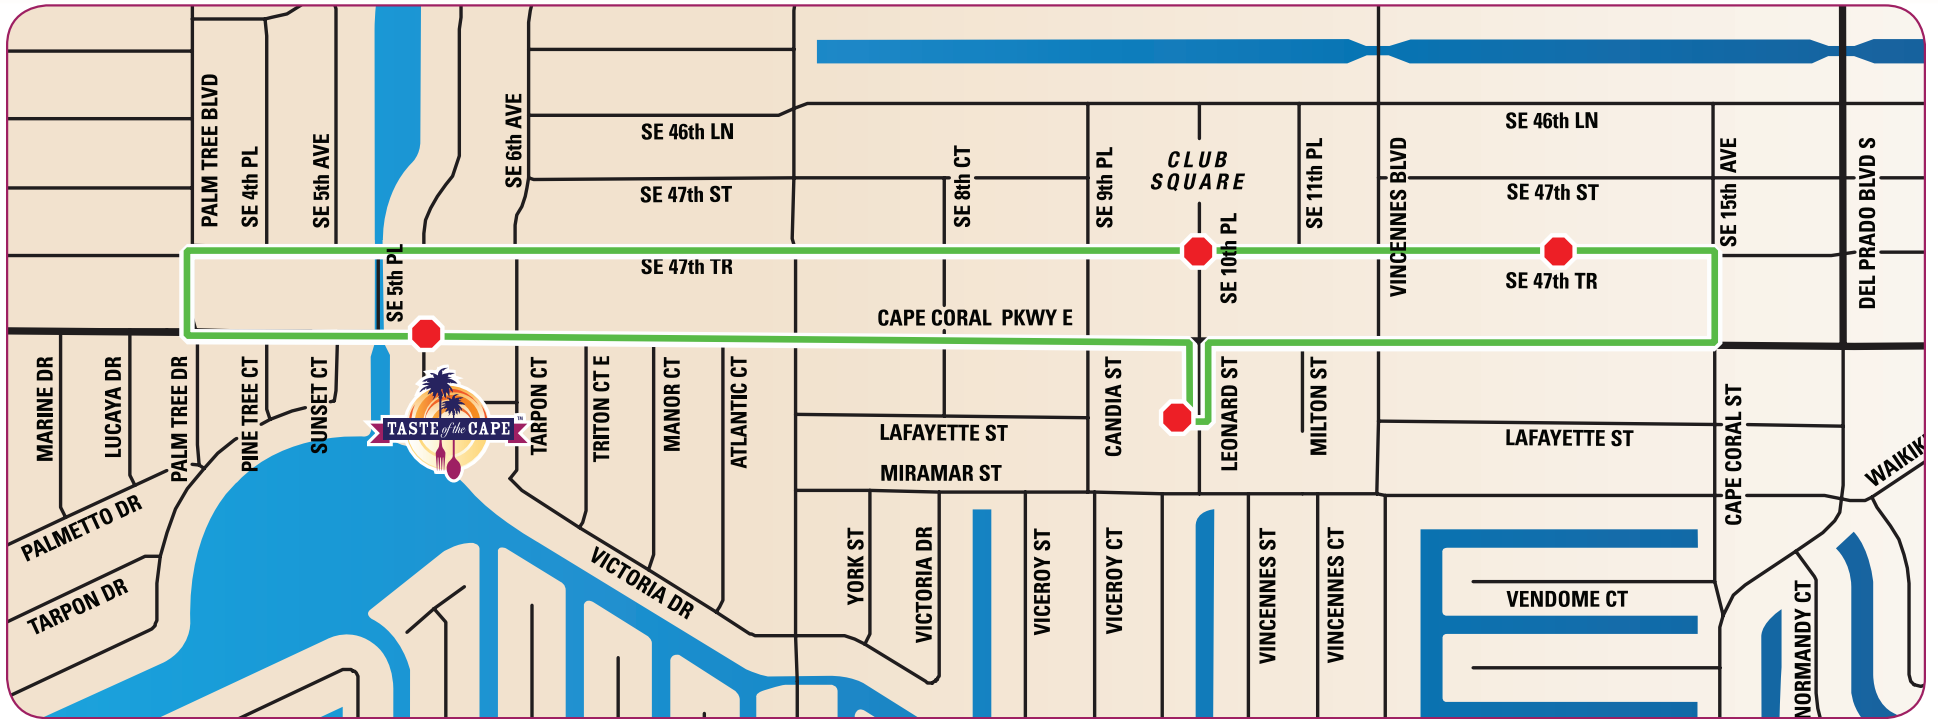 PALM TREE BLVD
SE 4th PL
SE 5th AVE
SE 6th AVE
SE 46th LN
SE 47th ST
SE 8th CT
SE 9th PL
CLUB
SQUARE
SE 11th PL
VINCENNES BLVD
SE 46th LN
SE 47th ST
SE 15th AVE
DEL PRADO BLVD S
SE 5th PL
SE 47th TR
SE 10th PL
SE 47th TR
CAPE CORAL PKWY E
MARINE DR
LUCAYA DR
PALM TREE DR
PINE TREE CT
SUNSET CT
TASTE of the CAPE ™
TARPON CT
TRITON CT E
MANOR CT
ATLANTIC CT
LAFAYETTE ST
MIRAMAR ST
CANDIA ST
LEONARD ST
MILTON ST
LAFAYETTE ST
CAPE CORAL ST
PALMETTO DR
TARPON DR
VICTORIA DR
YORK ST
VICTORIA DR
VICEROY ST
VICEROY CT
VINCENNES ST
VINCENNES CT
VENDOME CT
NORMANDY CT
WAIKIK